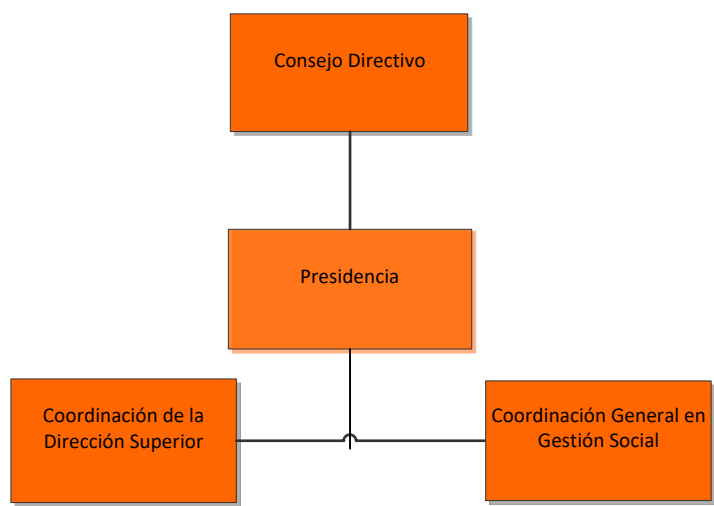 Consejo Directivo
Presidencia
Coordinación de la
Dirección Superior
Coordinación General en
Gestión Social